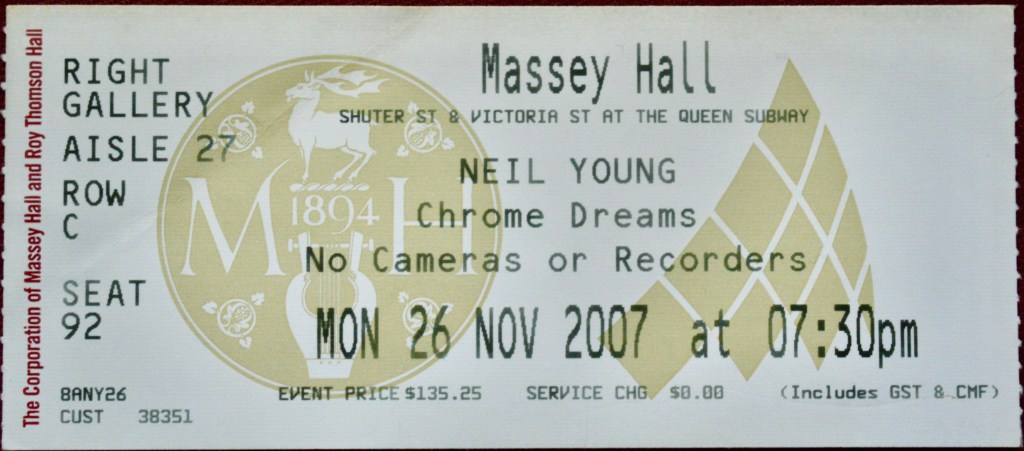 The Corporation of Massey Hall and Roy Thomson Hall
RIGHT
GALLERY
AISLE 27
ROW
C
SEAT
92
8ANY26
CUST 38351
M 1894 H
Massey Hall
SHUTER ST & VICTORIA ST AT THE QUEEN SUBWAY
NEIL YOUNG
Chrome Dreams
No Cameras or Recorders
MON 26 NOV 2007 at 07:30pm
EVENT PRICE $135.25 SERVICE CHG $0.00 (Includes GST & CMF)